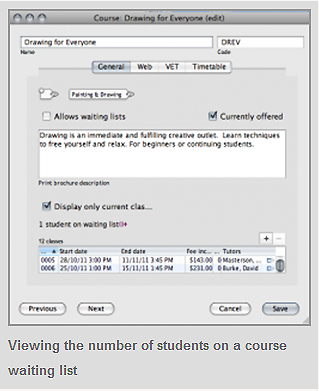 Course: Drawing for Everyone (edit)
Drawing for Everyone DREV
Name Code
General Web VET Timetable
Painting & Drawing
Allows waiting lists Currently offered
Drawing is an immediate and fulfilling creative outlet. Learn techniques
to free yourself and relax. For beginners or continuing students.
Print brochure description
Display only current clas...
1 student on waiting list
12 classes
... Start date End date Fee inc... ... Tutors
0005 28/10/11 3:00 PM 11/11/11 3:45 PM $143.00 0 Masterson, ...
0006 25/10/11 1:00 PM 15/11/11 1:45 PM $231.00 0 Burke, David
Previous Next Cancel Save
Viewing the number of students on a course
waiting list